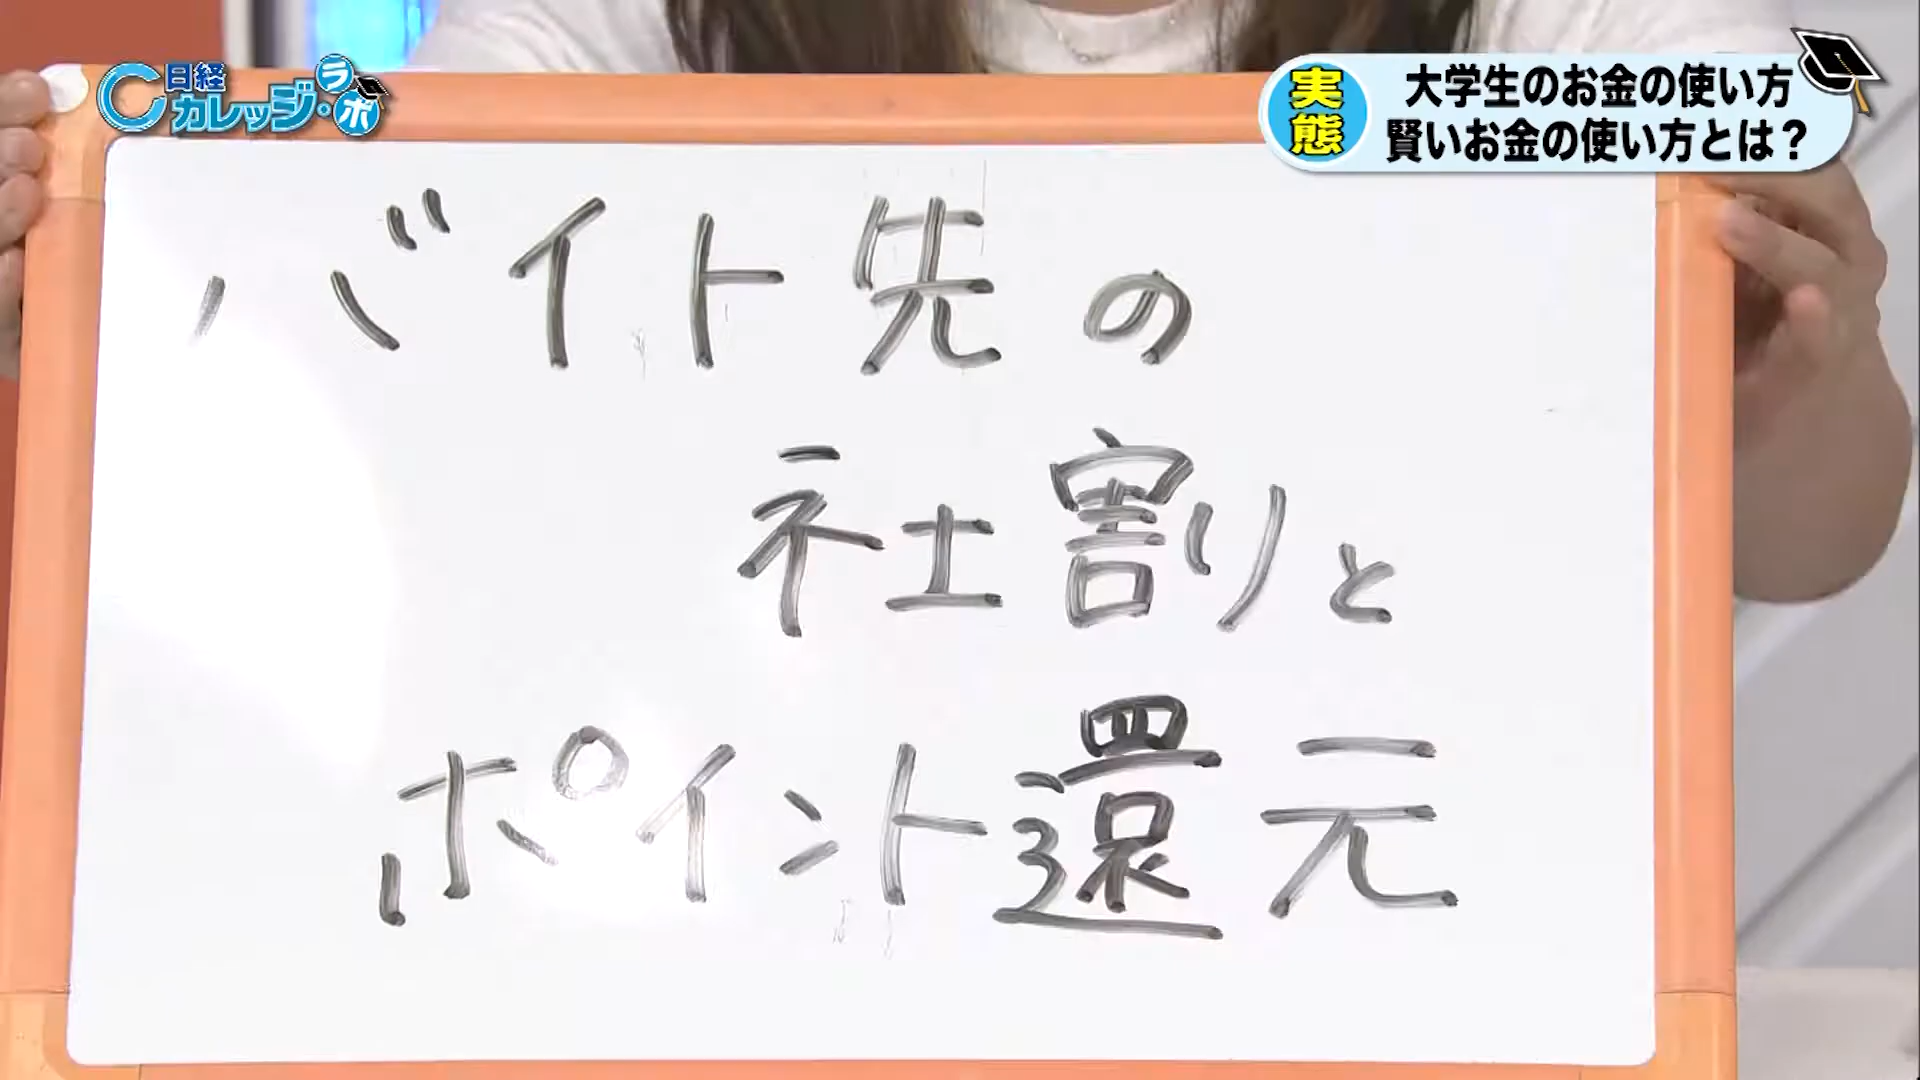 日経
カレッジ・ラボ
実態
大学生のお金の使い方
賢いお金の使い方とは？
バイト先の
社割りと
ポイント還元